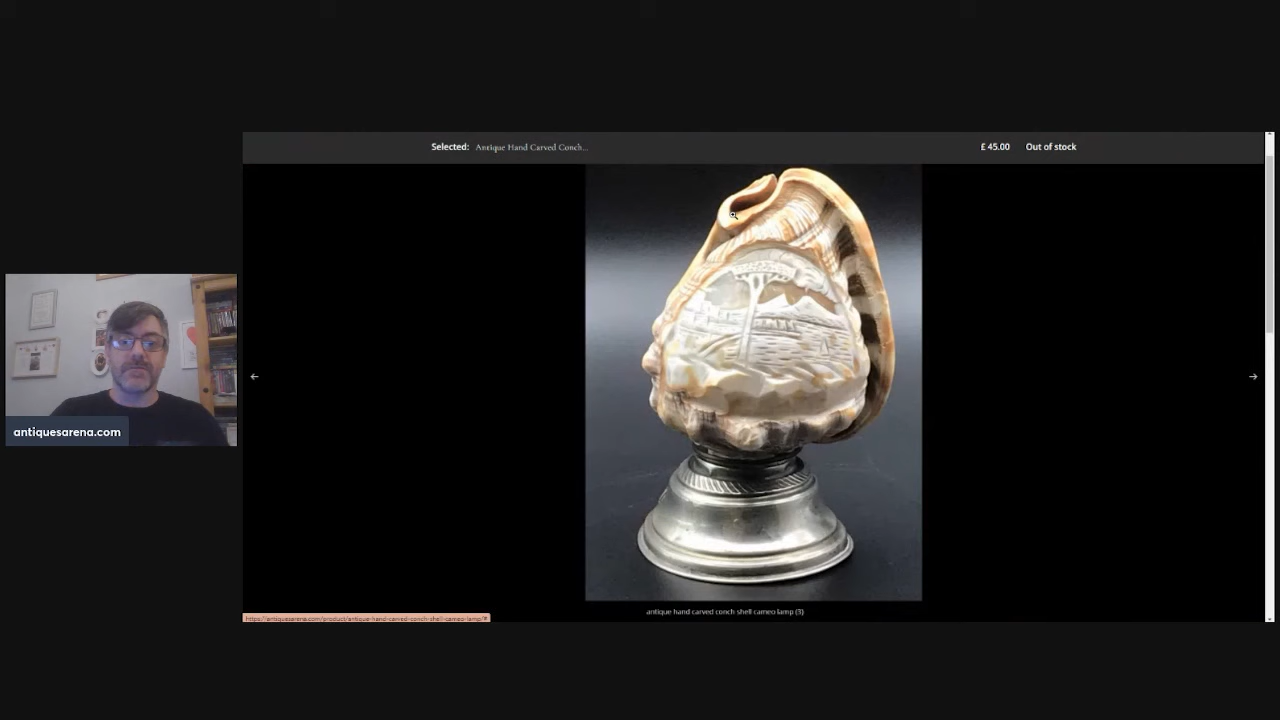 Selected: Antique Hand Carved Conch... £ 45.00 Out of stock
antiquesarena.com
antique hand carved conch shell cameo lamp (3)
https://antiquesarena.com/product/antique-hand-carved-conch-shell-cameo-lamp/#